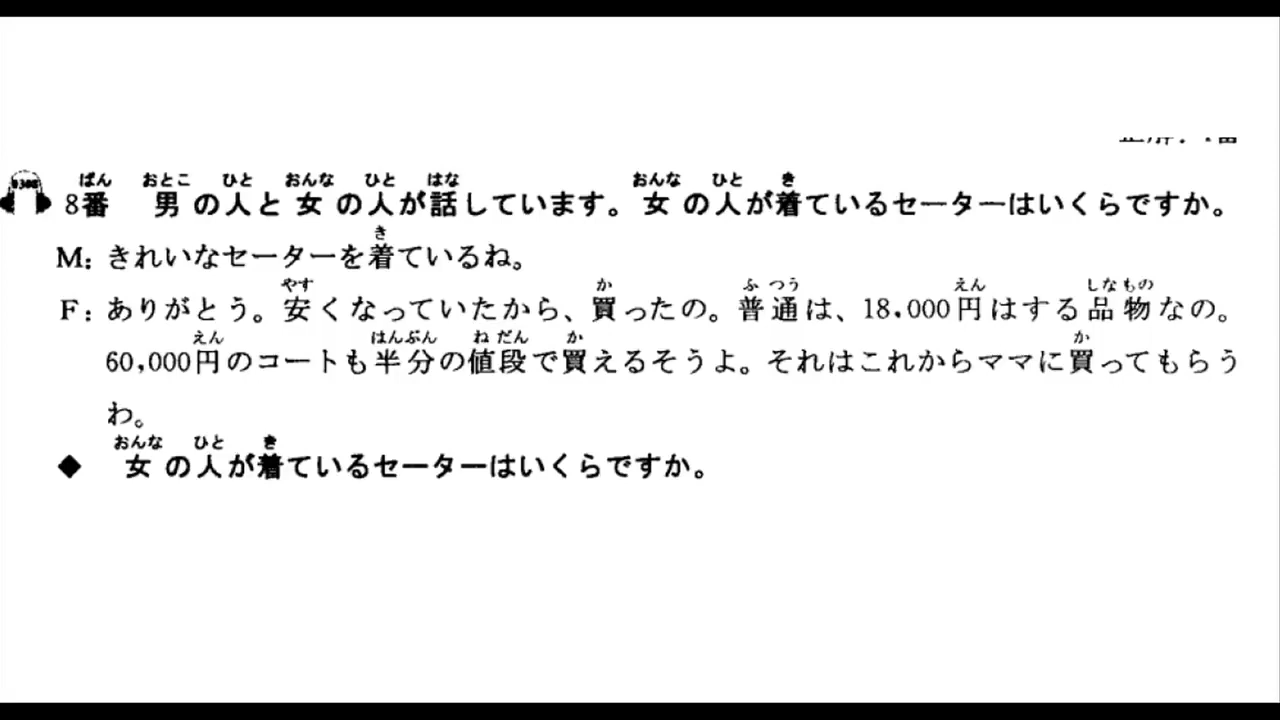 8番 男の人と女の人が話しています。女の人が着ているセーターはいくらですか。
M: きれいなセーターを着ているね。
F: ありがとう。安くなっていたから、買ったの。普通は、18,000円はする品物なの。
60,000円のコートも半分の値段で買えるそうよ。それはこれからママに買ってもらう
わ。
◆ 女の人が着ているセーターはいくらですか。